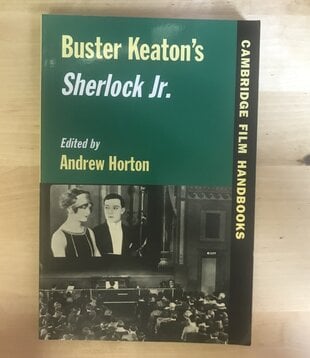 Buster Keaton's
Sherlock Jr.
Edited by
Andrew Horton
CAMBRIDGE FILM HANDBOOKS